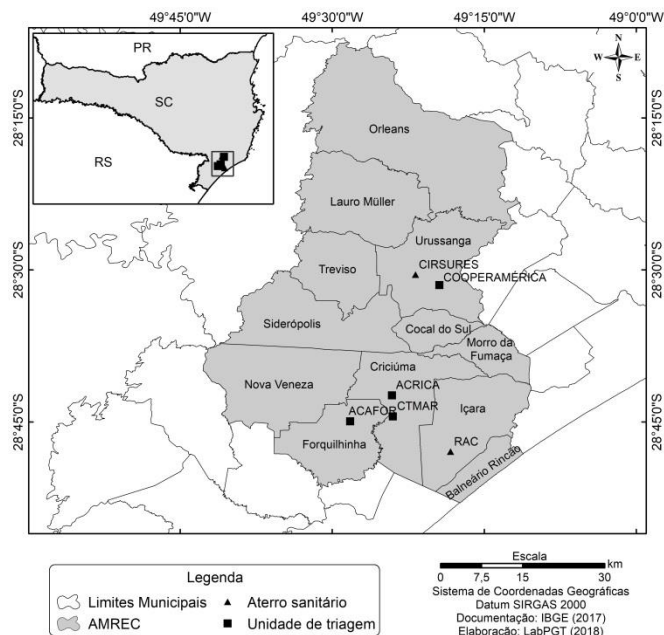 49°45'0"W 49°30'0"W 49°15'0"W 49°0'0"W
PR
SC
RS
N
W E
S
28°15'0"S 28°15'0"S
Orleans
Lauro Müller
Urussanga
CIRSURES
28°30'0"S 28°30'0"S
Treviso
COOPERAMÉRICA
Siderópolis
Cocal do Sul
Morro da
Fumaça
Criciúma
Nova Veneza
ACRICA
Içara
ACAFOR
CTMAR
28°45'0"S 28°45'0"S
Forquilhinha
RAC
Balneário Rincão
Legenda
Limites Municipais
Aterro sanitário
AMREC
Unidade de triagem
Escala
km
0 7,5 15 30
Sistema de Coordenadas Geográficas
Datum SIRGAS 2000
Documentação: IBGE (2017)
Elaboração: LabPGT (2018)